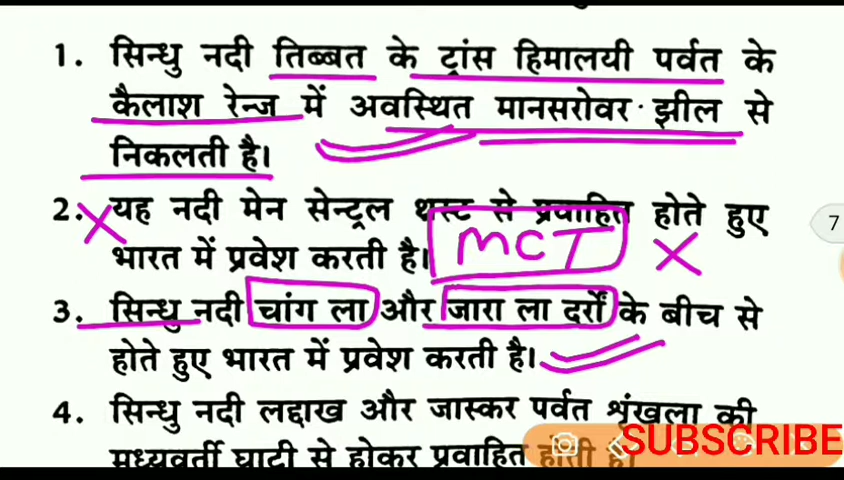 1. सिन्धु नदी तिब्बत के ट्रांस हिमालयी पर्वत के
कैलाश रेन्ज में अवस्थित मानसरोवर झील से
निकलती है।
2. यह नदी मेन सेन्ट्रल थ्रस्ट से प्रवाहित होते हुए
भारत में प्रवेश करती है। MCT
7
3. सिन्धु नदी चांग ला और जारा ला दर्रों के बीच से
होते हुए भारत में प्रवेश करती है।
4. सिन्धु नदी लद्दाख और जास्कर पर्वत शृंखला की
मध्यवर्ती घाटी से होकर प्रवाहित होती है।
SUBSCRIBE